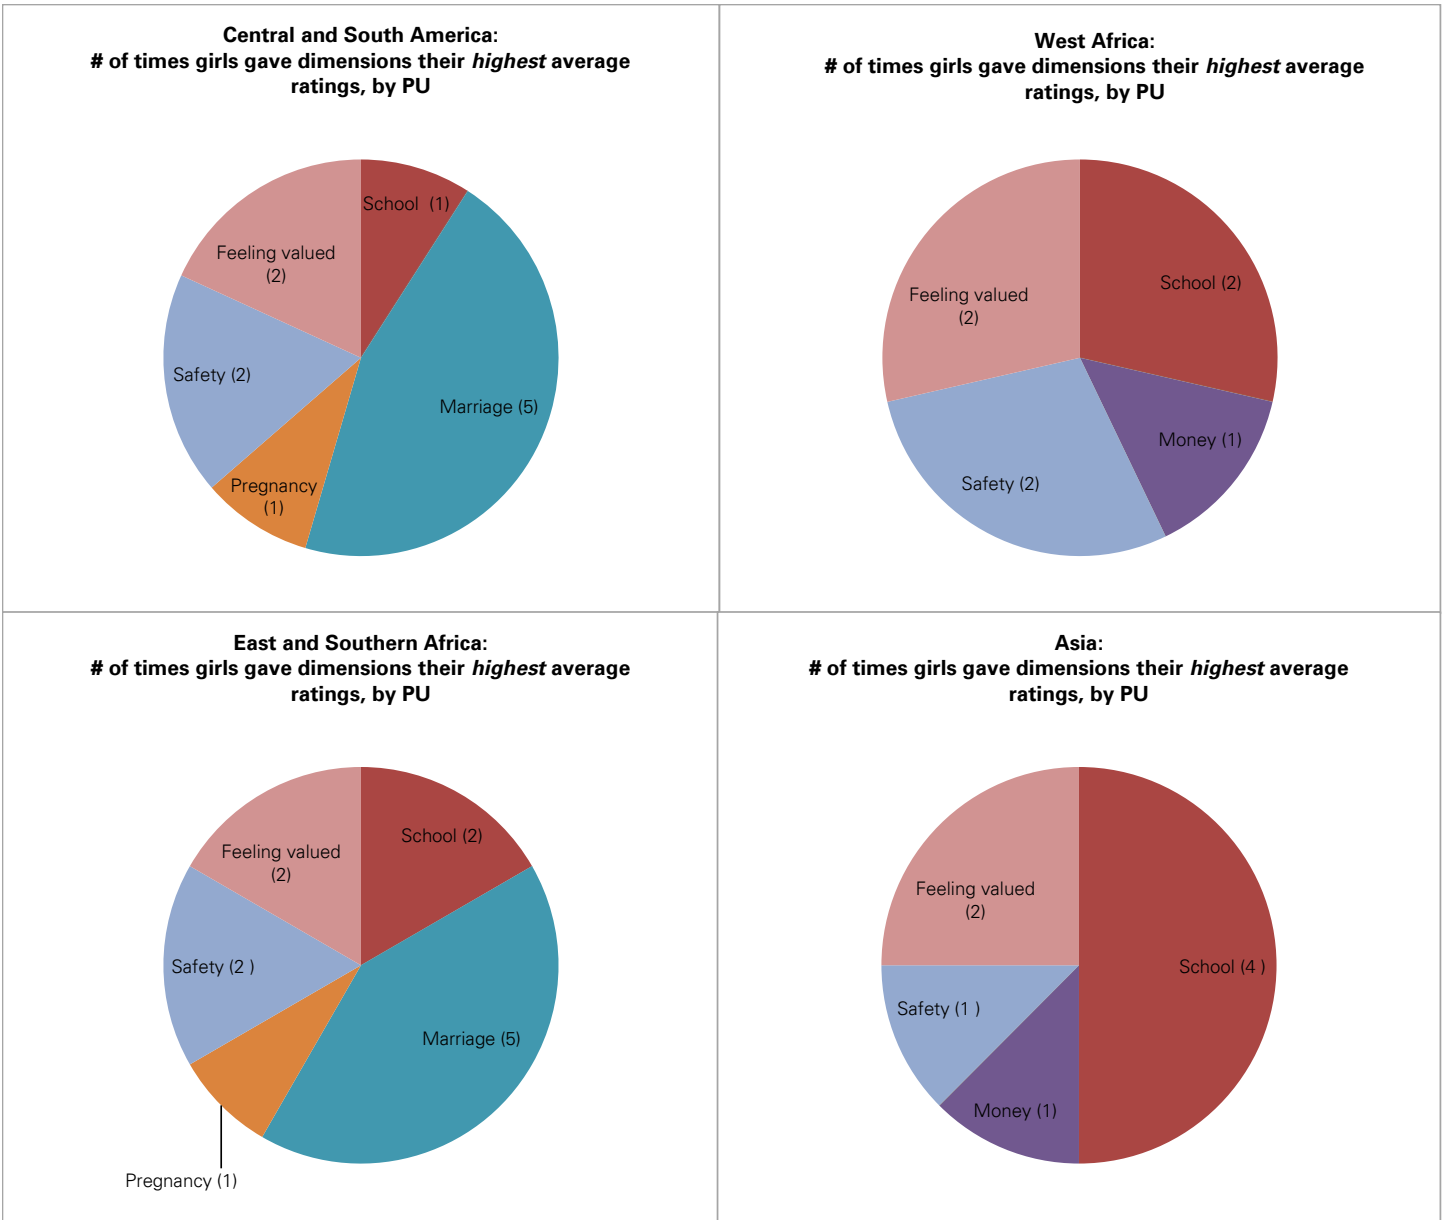 Central and South America:
# of times girls gave dimensions their highest average
ratings, by PU
School  (1)
Feeling valued
(2)
Safety (2)
Marriage (5)
Pregnancy
(1)
West Africa:
# of times girls gave dimensions their highest average
ratings, by PU
School (2)
Feeling valued
(2)
Money (1)
Safety (2)
East and Southern Africa:
# of times girls gave dimensions their highest average
ratings, by PU
School (2)
Feeling valued
(2)
Safety (2 )
Marriage (5)
Pregnancy (1)
Asia:
# of times girls gave dimensions their highest average
ratings, by PU
Feeling valued
(2)
School (4 )
Safety (1 )
Money (1)